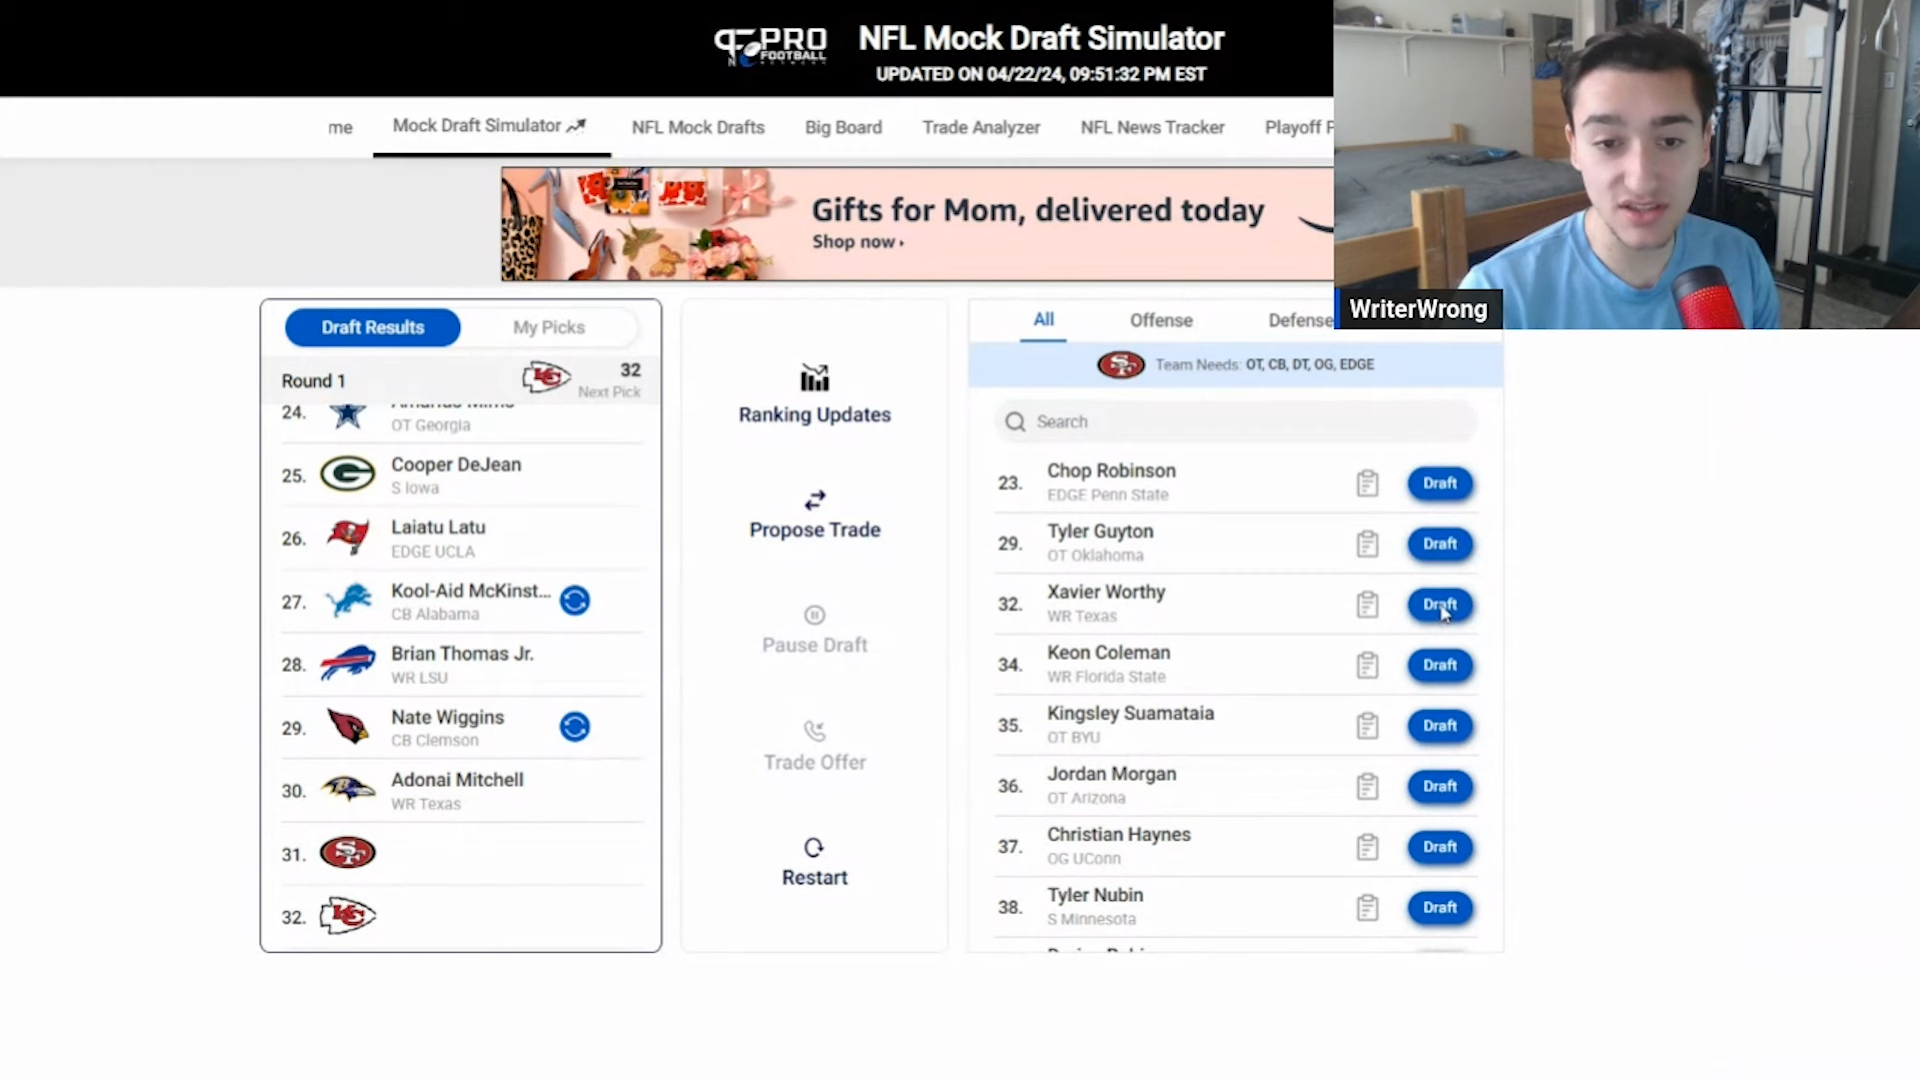 PRO
FOOTBALL
NETWORK
NFL Mock Draft Simulator
UPDATED ON 04/22/24, 09:51:32 PM EST
me
Mock Draft Simulator
NFL Mock Drafts
Big Board
Trade Analyzer
NFL News Tracker
Playoff
Gifts for Mom, delivered today
Shop now
WriterWrong
Draft Results
My Picks
Round 1
32
Next Pick
24.
OT Georgia
25.
Cooper DeJean
S Iowa
26.
Laiatu Latu
EDGE UCLA
27.
Kool-Aid McKinst...
CB Alabama
28.
Brian Thomas Jr.
WR LSU
29.
Nate Wiggins
CB Clemson
30.
Adonai Mitchell
WR Texas
31.
32.
Ranking Updates
Propose Trade
Pause Draft
Trade Offer
Restart
All
Offense
Defense
Team Needs: OT, CB, DT, OG, EDGE
Search
23.
Chop Robinson
EDGE Penn State
Draft
29.
Tyler Guyton
OT Oklahoma
Draft
32.
Xavier Worthy
WR Texas
Draft
34.
Keon Coleman
WR Florida State
Draft
35.
Kingsley Suamataia
OT BYU
Draft
36.
Jordan Morgan
OT Arizona
Draft
37.
Christian Haynes
OG UConn
Draft
38.
Tyler Nubin
S Minnesota
Draft